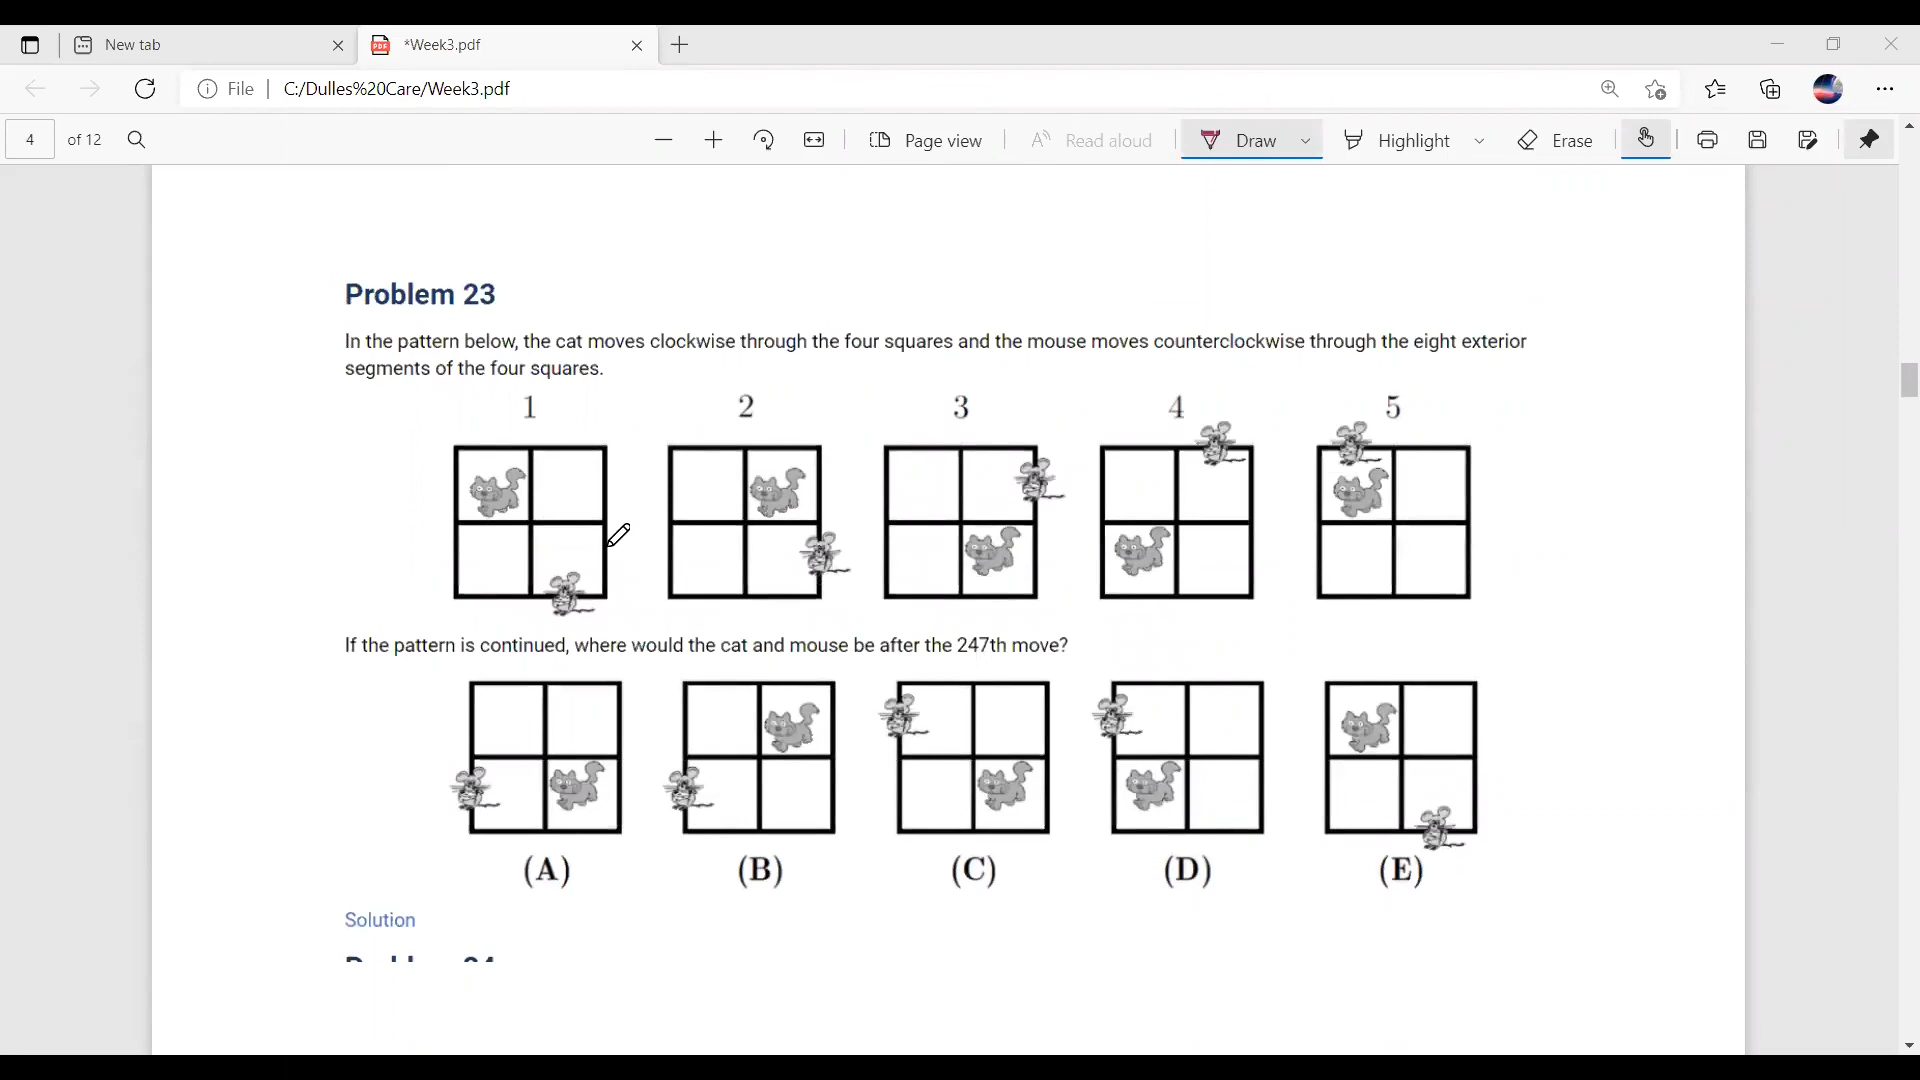 New tab
*Week3.pdf
File
C:/Dulles%20Care/Week3.pdf
4 of 12
Page view
Read aloud
Draw
Highlight
Erase
Problem 23
In the pattern below, the cat moves clockwise through the four squares and the mouse moves counterclockwise through the eight exterior
segments of the four squares.
1 2 3 4 5
If the pattern is continued, where would the cat and mouse be after the 247th move?
(A) (B) (C) (D) (E)
Solution